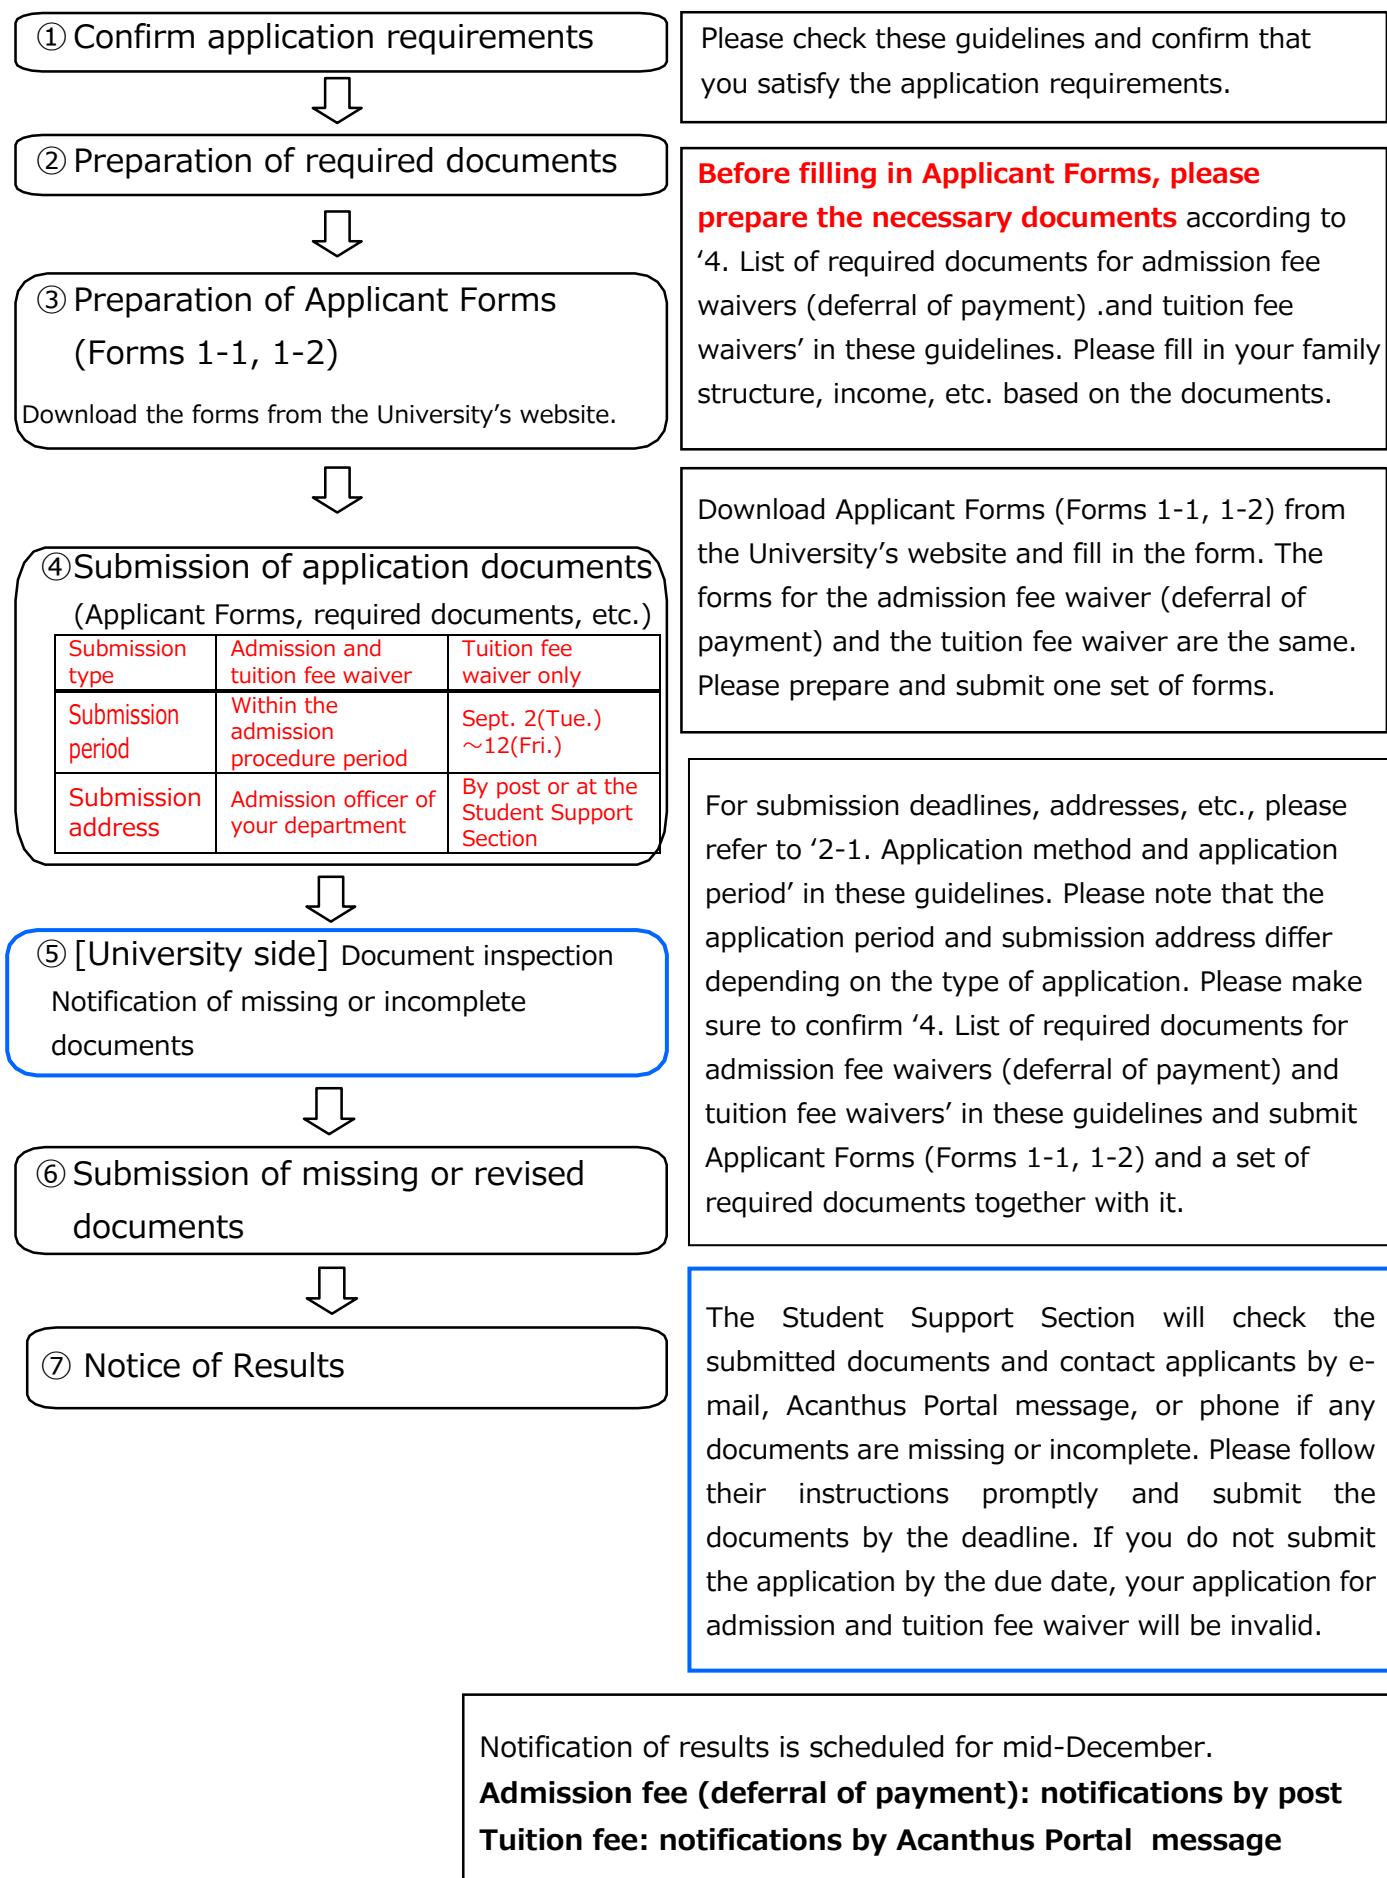 ① Confirm application requirements
Please check these guidelines and confirm that
you satisfy the application requirements.
② Preparation of required documents
Before filling in Applicant Forms, please
prepare the necessary documents according to
‘4. List of required documents for admission fee
waivers (deferral of payment) .and tuition fee
waivers’ in these guidelines. Please fill in your family
structure, income, etc. based on the documents.
③ Preparation of Applicant Forms
(Forms 1-1, 1-2)
Download the forms from the University’s website.
Download Applicant Forms (Forms 1-1, 1-2) from
the University’s website and fill in the form. The
forms for the admission fee waiver (deferral of
payment) and the tuition fee waiver are the same.
Please prepare and submit one set of forms.
④Submission of application documents
(Applicant Forms, required documents, etc.)
Submission
type
Admission and
tuition fee waiver
Tuition fee
waiver only
Submission
period
Within the
admission
procedure period
Sept. 2(Tue.)
～12(Fri.)
Submission
address
Admission officer of
your department
By post or at the
Student Support
Section
For submission deadlines, addresses, etc., please
refer to ‘2-1. Application method and application
period’ in these guidelines. Please note that the
application period and submission address differ
depending on the type of application. Please make
sure to confirm ‘4. List of required documents for
admission fee waivers (deferral of payment) and
tuition fee waivers’ in these guidelines and submit
Applicant Forms (Forms 1-1, 1-2) and a set of
required documents together with it.
⑤ [University side] Document inspection
Notification of missing or incomplete
documents
⑥ Submission of missing or revised
documents
The Student Support Section will check the
submitted documents and contact applicants by e-
mail, Acanthus Portal message, or phone if any
documents are missing or incomplete. Please follow
their instructions promptly and submit the
documents by the deadline. If you do not submit
the application by the due date, your application for
admission and tuition fee waiver will be invalid.
⑦ Notice of Results
Notification of results is scheduled for mid-December.
Admission fee (deferral of payment): notifications by post
Tuition fee: notifications by Acanthus Portal message